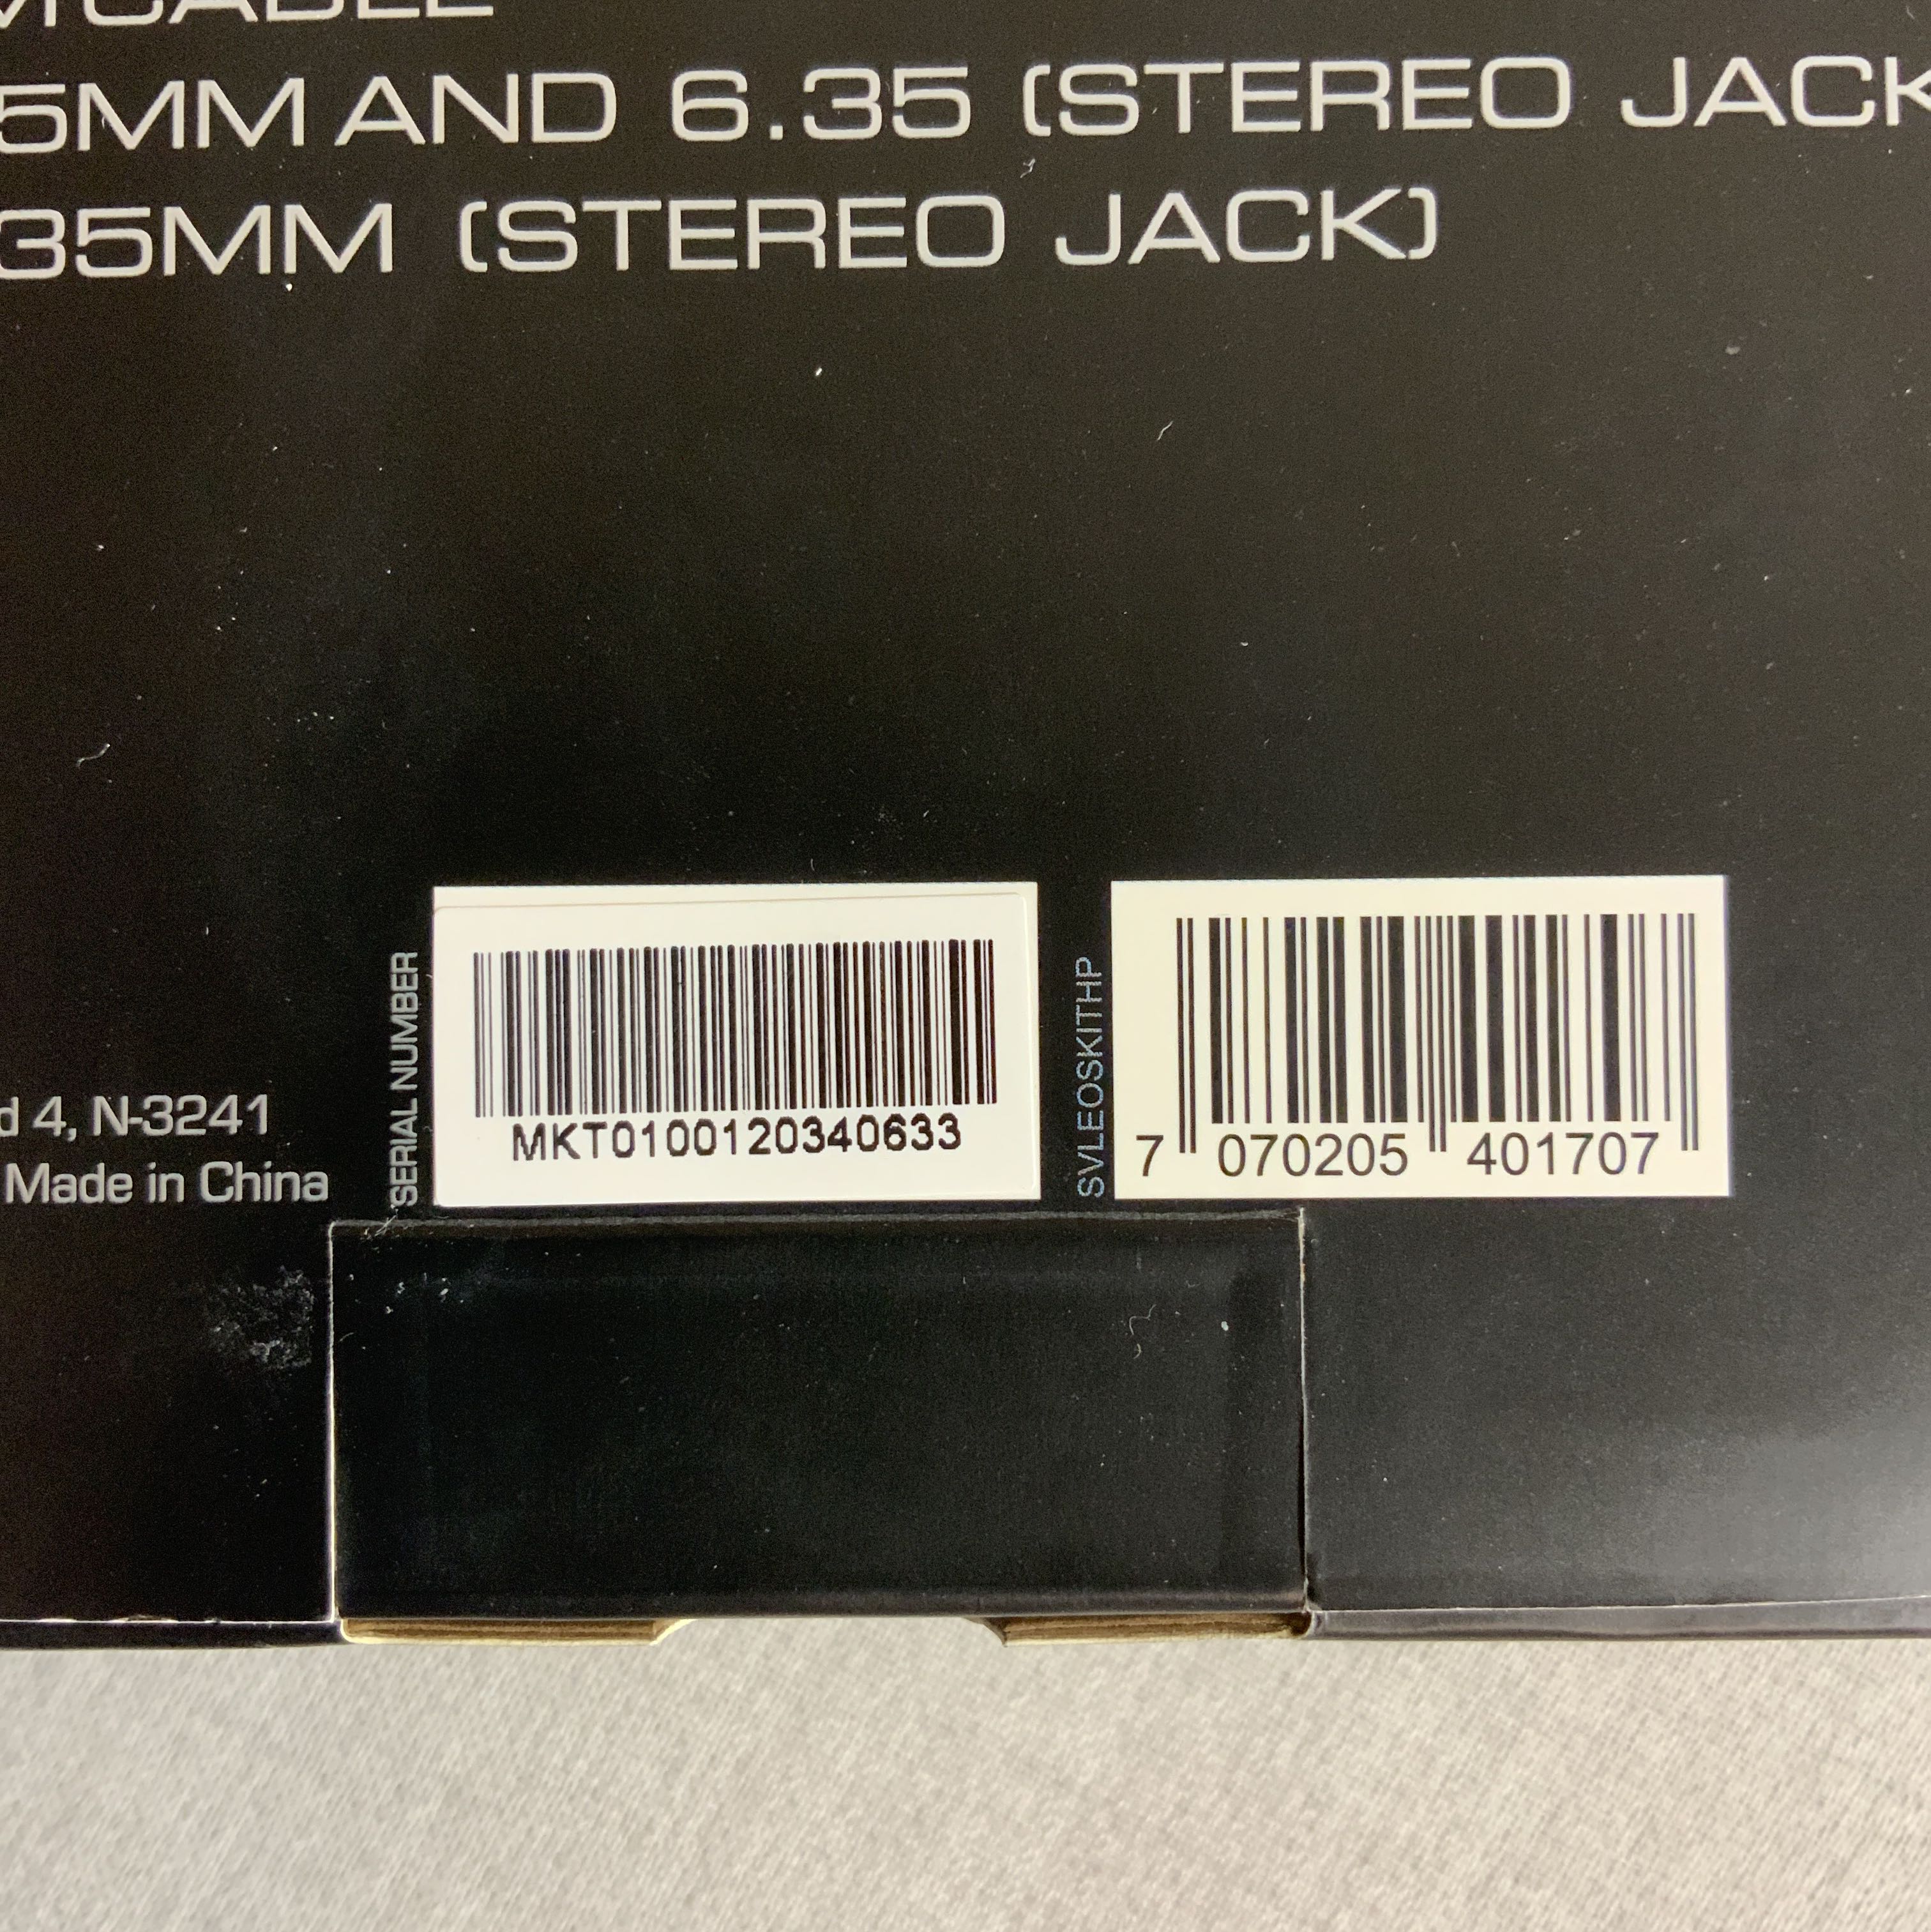 5MM AND 6.35 (STEREO JACK
35MM (STEREO JACK)
d 4, N-3241
Made in China
SERIAL NUMBER
MKT0100120340633
SVLEOSKITHP
7 070205 401707